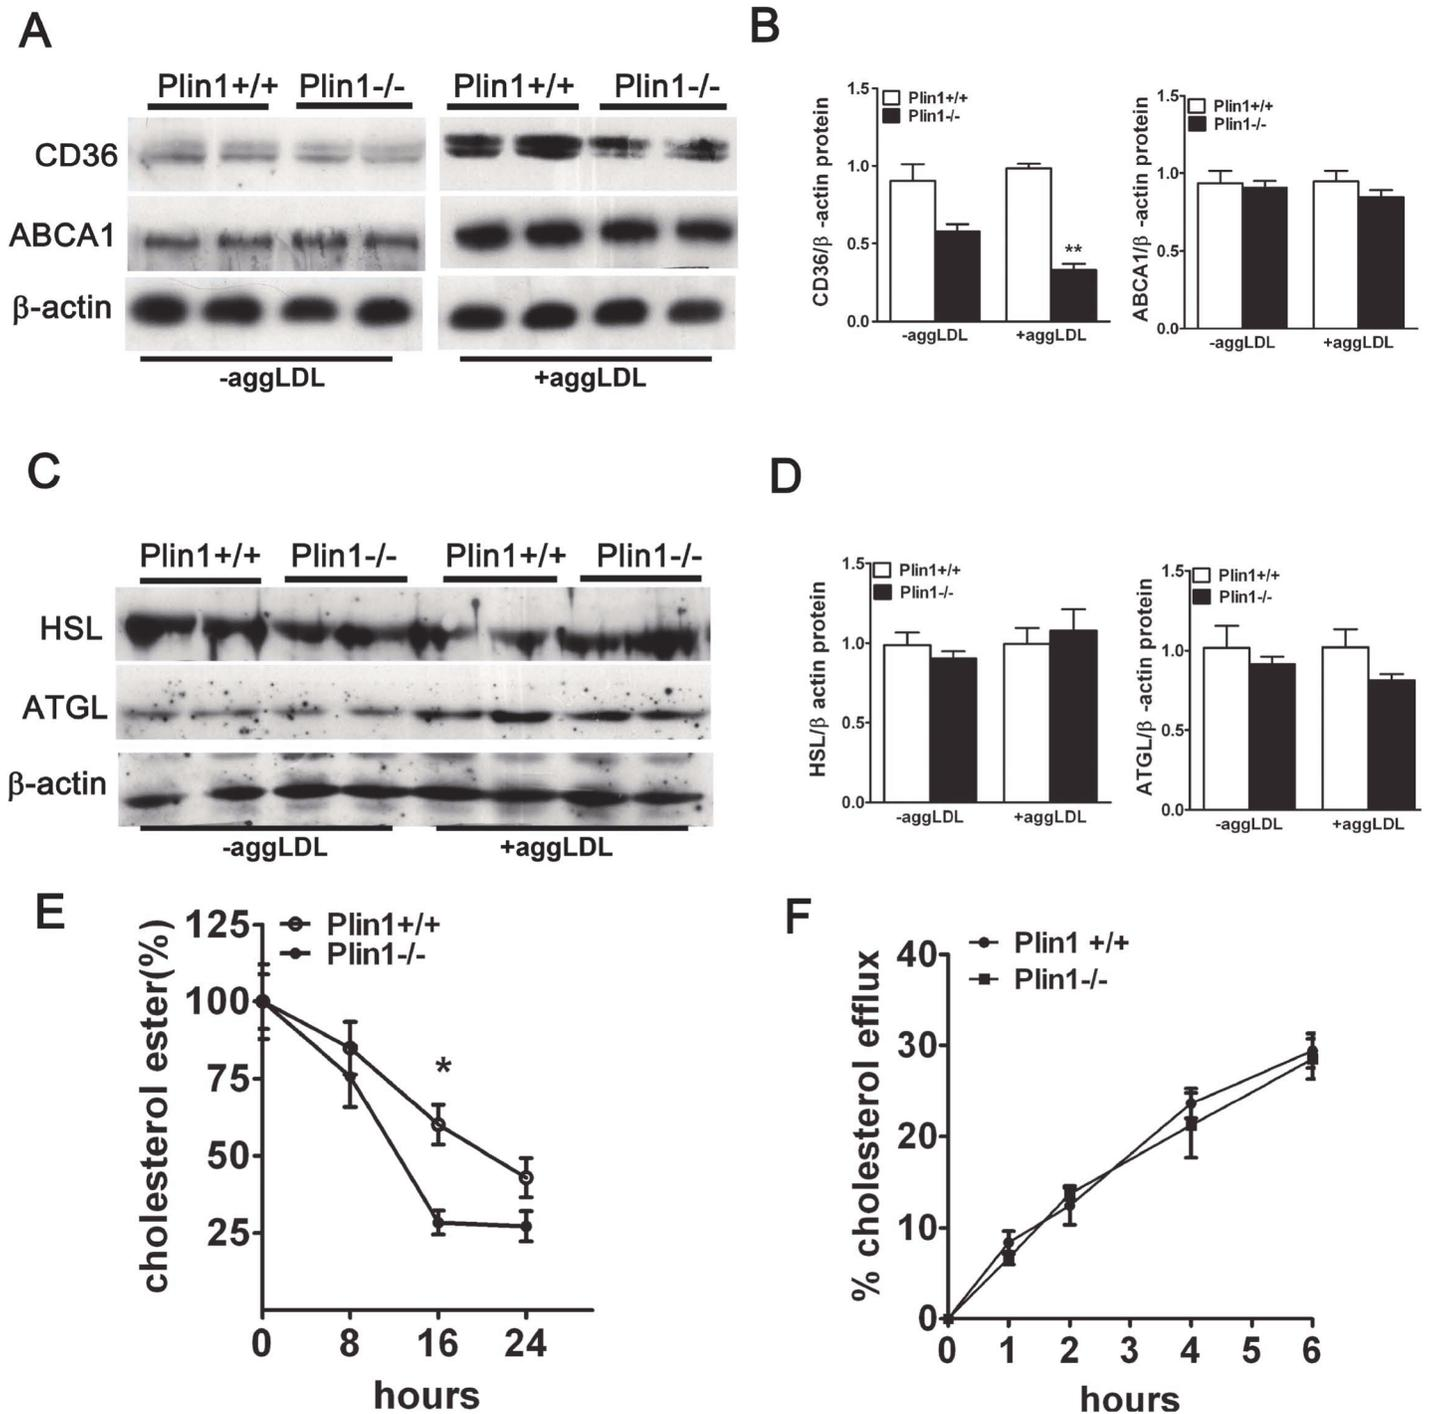 A
Plin1+/+ Plin1-/- Plin1+/+ Plin1-/-
CD36
ABCA1
β-actin
-aggLDL +aggLDL
B
CD36/β -actin protein
1.5
1.0
0.5
0.0
Plin1+/+
Plin1-/-
**
-aggLDL +aggLDL
ABCA1/β -actin protein
1.5
1.0
0.5
0.0
Plin1+/+
Plin1-/-
-aggLDL +aggLDL
C
Plin1+/+ Plin1-/- Plin1+/+ Plin1-/-
HSL
ATGL
β-actin
-aggLDL +aggLDL
D
HSL/β actin protein
1.5
1.0
0.5
0.0
Plin1+/+
Plin1-/-
-aggLDL +aggLDL
ATGL/β -actin protein
1.5
1.0
0.5
0.0
Plin1+/+
Plin1-/-
-aggLDL +aggLDL
E
cholesterol ester(%)
125
100
75
50
25
Plin1+/+
Plin1-/-
*
0 8 16 24
hours
F
% cholesterol efflux
40
30
20
10
0
Plin1 +/+
Plin1-/-
0 1 2 3 4 5 6
hours